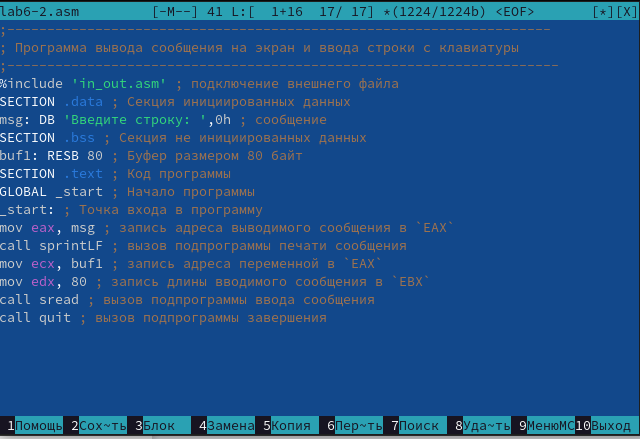 lab6-2.asm         [-M--] 41 L:[  1+16  17/ 17] *(1224/1224b) <EOF>       [*][X]
;--------------------------------------------------------------------
; Программа вывода сообщения на экран и ввода строки с клавиатуры
;---------------------------------------------------------------------
%include 'in_out.asm' ; подключение внешнего файла
SECTION .data ; Секция инициированных данных
msg: DB 'Введите строку: ',0h ; сообщение
SECTION .bss ; Секция не инициированных данных
buf1: RESB 80 ; Буфер размером 80 байт
SECTION .text ; Код программы
GLOBAL _start ; Начало программы
_start: ; Точка входа в программу
mov eax, msg ; запись адреса выводимого сообщения в `EAX`
call sprintLF ; вызов подпрограммы печати сообщения
mov ecx, buf1 ; запись адреса переменной в `EAX`
mov edx, 80 ; запись длины вводимого сообщения в `EBX`
call sread ; вызов подпрограммы ввода сообщения
call quit ; вызов подпрограммы завершения
1Помощь 2Сох~ть 3Блок 4Замена 5Копия 6Пер~ть 7Поиск 8Уда~ть 9МенюMC 10Выход